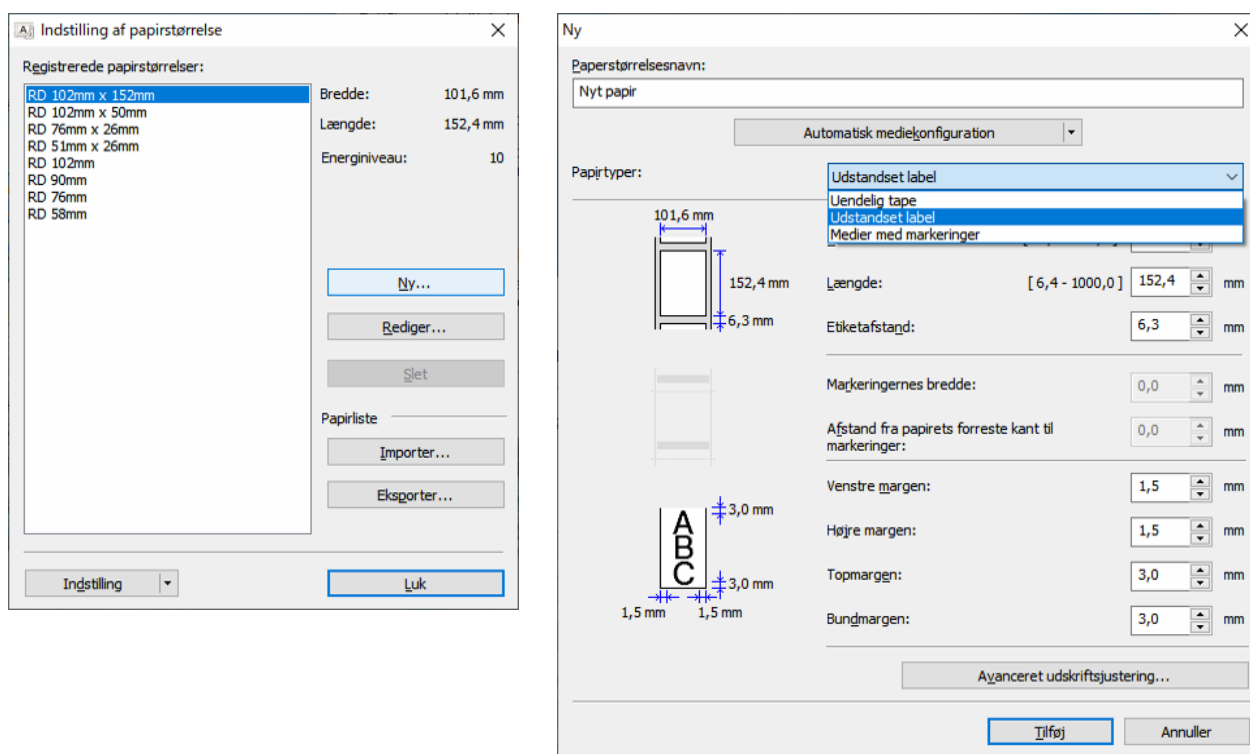 Indstilling af papirstørrelse
Registrerede papirstørrelser:
RD 102mm x 152mm
RD 102mm x 50mm
RD 76mm x 26mm
RD 51mm x 26mm
RD 102mm
RD 90mm
RD 76mm
RD 58mm
Bredde: 101,6 mm
Længde: 152,4 mm
Energiniveau: 10
Ny...
Rediger...
Slet
Papirliste
Importer...
Eksporter...
Indstilling
Luk
Ny
Paperstørrelsesnavn:
Nyt papir
Automatisk mediekonfiguration
Papirtyper:
Udstandset label
Uendelig tape
Udstandset label
Medier med markeringer
101,6 mm
152,4 mm
6,3 mm
Længde: [ 6,4 - 1000,0 ] 152,4 mm
Etiketafstand: 6,3 mm
Markeringernes bredde: 0,0 mm
Afstand fra papirets forreste kant til
markeringer:
0,0 mm
3,0 mm
A
B
C
3,0 mm
1,5 mm 1,5 mm
Venstre margen: 1,5 mm
Højre margen: 1,5 mm
Topmargen: 3,0 mm
Bundmargen: 3,0 mm
Avanceret udskriftsjustering...
Tilføj
Annuller